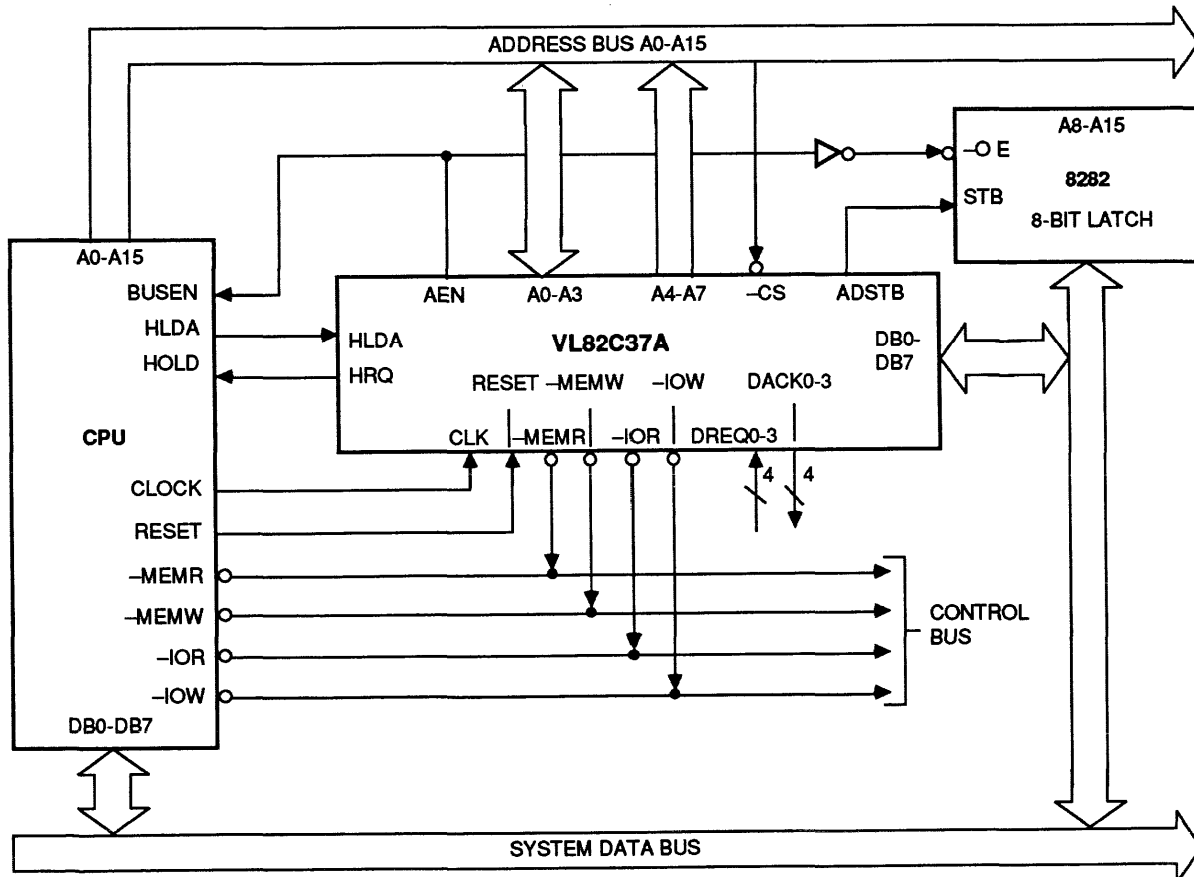 ADDRESS BUS A0-A15
A8-A15
–O E
8282
STB
8-BIT LATCH
A0-A15
BUSEN
HLDA
HOLD
CPU
CLOCK
RESET
–MEMR
–MEMW
–IOR
–IOW
DB0-DB7
AEN
A0-A3
A4-A7
–CS
ADSTB
HLDA
VL82C37A
DB0-
DB7
HRQ
RESET
–MEMW
–IOW
DACK0-3
CLK
–MEMR
–IOR
DREQ0-3
4
4
CONTROL
BUS
SYSTEM DATA BUS